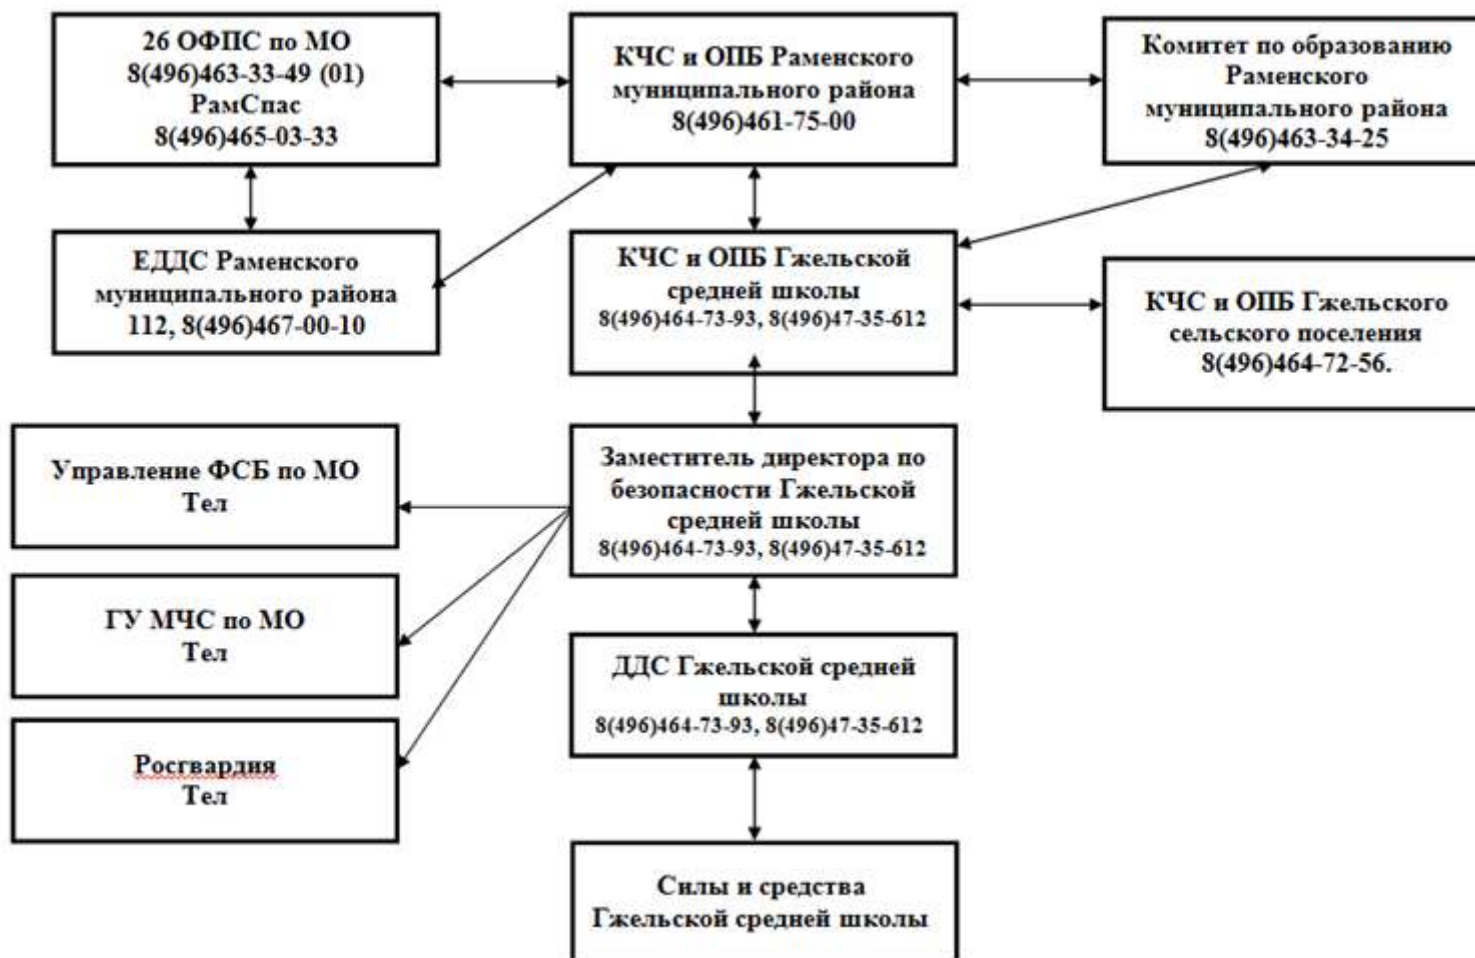 26 ОФПС по МО
8(496)463-33-49 (01)
РамСпас
8(496)465-03-33
КЧС и ОПБ Раменского
муниципального района
8(496)461-75-00
Комитет по образованию
Раменского
муниципального района
8(496)463-34-25
ЕДДС Раменского
муниципального района
112, 8(496)467-00-10
КЧС и ОПБ Гжельской
средней школы
8(496)464-73-93, 8(496)47-35-612
КЧС и ОПБ Гжельского
сельского поселения
8(496)464-72-56.
Управление ФСБ по МО
Тел
Заместитель директора по
безопасности Гжельской
средней школы
8(496)464-73-93, 8(496)47-35-612
ГУ МЧС по МО
Тел
ДДС Гжельской средней
школы
8(496)464-73-93, 8(496)47-35-612
Росгвардия
Тел
Силы и средства
Гжельской средней школы